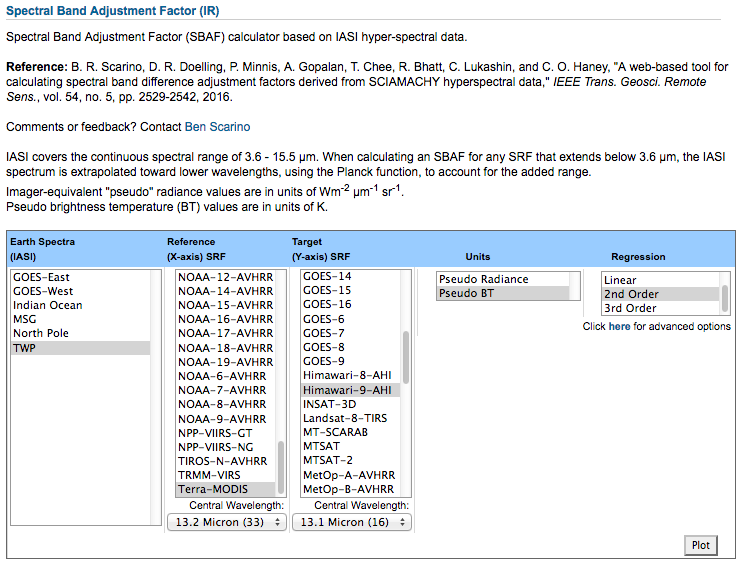 Spectral Band Adjustment Factor (IR)
Spectral Band Adjustment Factor (SBAF) calculator based on IASI hyper-spectral data.
Reference: B. R. Scarino, D. R. Doelling, P. Minnis, A. Gopalan, T. Chee, R. Bhatt, C. Lukashin, and C. O. Haney, "A web-based tool for
calculating spectral band difference adjustment factors derived from SCIAMACHY hyperspectral data," IEEE Trans. Geosci. Remote
Sens., vol. 54, no. 5, pp. 2529-2542, 2016.
Comments or feedback? Contact Ben Scarino
IASI covers the continuous spectral range of 3.6 - 15.5 µm. When calculating an SBAF for any SRF that extends below 3.6 µm, the IASI
spectrum is extrapolated toward lower wavelengths, using the Planck function, to account for the added range.
Imager-equivalent "pseudo" radiance values are in units of Wm-2 µm-1 sr-1.
Pseudo brightness temperature (BT) values are in units of K.
Earth Spectra
(IASI)
GOES-East
GOES-West
Indian Ocean
MSG
North Pole
TWP
Reference
(X-axis) SRF
NOAA-12-AVHRR
NOAA-14-AVHRR
NOAA-15-AVHRR
NOAA-16-AVHRR
NOAA-17-AVHRR
NOAA-18-AVHRR
NOAA-19-AVHRR
NOAA-6-AVHRR
NOAA-7-AVHRR
NOAA-8-AVHRR
NOAA-9-AVHRR
NPP-VIIRS-GT
NPP-VIIRS-NG
TIROS-N-AVHRR
TRMM-VIRS
Terra-MODIS
Central Wavelength:
13.2 Micron (33)
Target
(Y-axis) SRF
GOES-14
GOES-15
GOES-16
GOES-6
GOES-7
GOES-8
GOES-9
Himawari-8-AHI
Himawari-9-AHI
INSAT-3D
Landsat-8-TIRS
MT-SCARAB
MTSAT
MTSAT-2
MetOp-A-AVHRR
MetOp-B-AVHRR
Central Wavelength:
13.1 Micron (16)
Units
Pseudo Radiance
Pseudo BT
Regression
Linear
2nd Order
3rd Order
Click here for advanced options
Plot